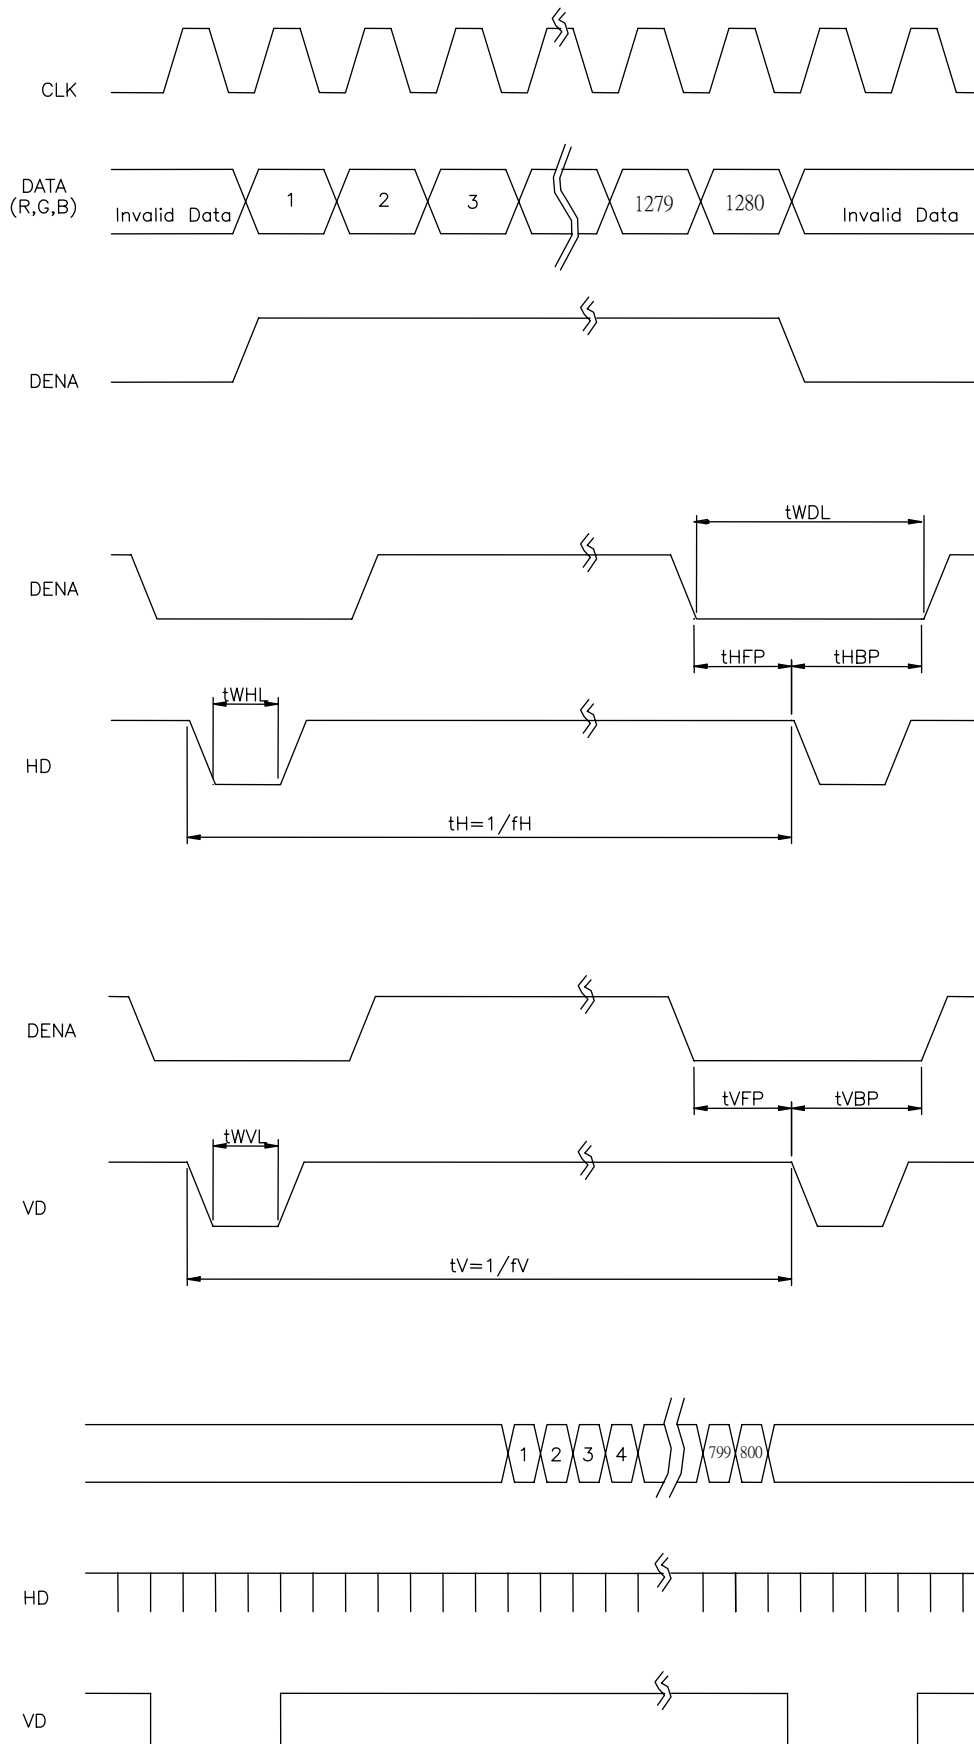 CLK
DATA
(R,G,B)
Invalid Data
1
2
3
1279
1280
Invalid Data
DENA
tWDL
DENA
tHFP
tHBP
tWHL
HD
tH=1/fH
DENA
tVFP
tVBP
tWVL
VD
tV=1/fV
1
2
3
4
799
800
HD
VD